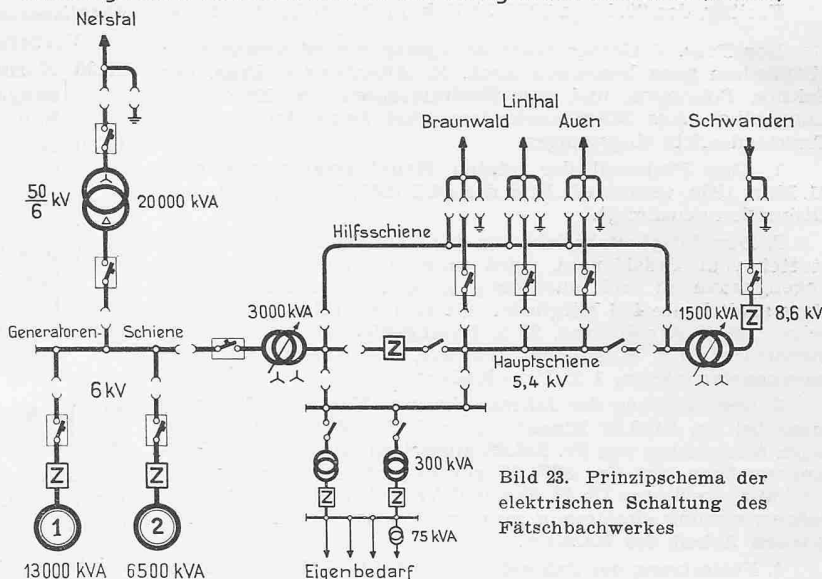 Netstal
50/6 kV
20000 kVA
Linthal
Braunwald Auen
Schwanden
Hilfsschiene
Generatoren- Schiene
3000 kVA
1500 kVA
Z 8,6 kV
Z
Hauptschiene
5,4 kV
6 kV
Z Z
300 kVA
Z Z
1 2
75 kVA
13000 kVA 6500 kVA
Eigenbedarf
Bild 23. Prinzipschema der
elektrischen Schaltung des
Fätschbachwerkes